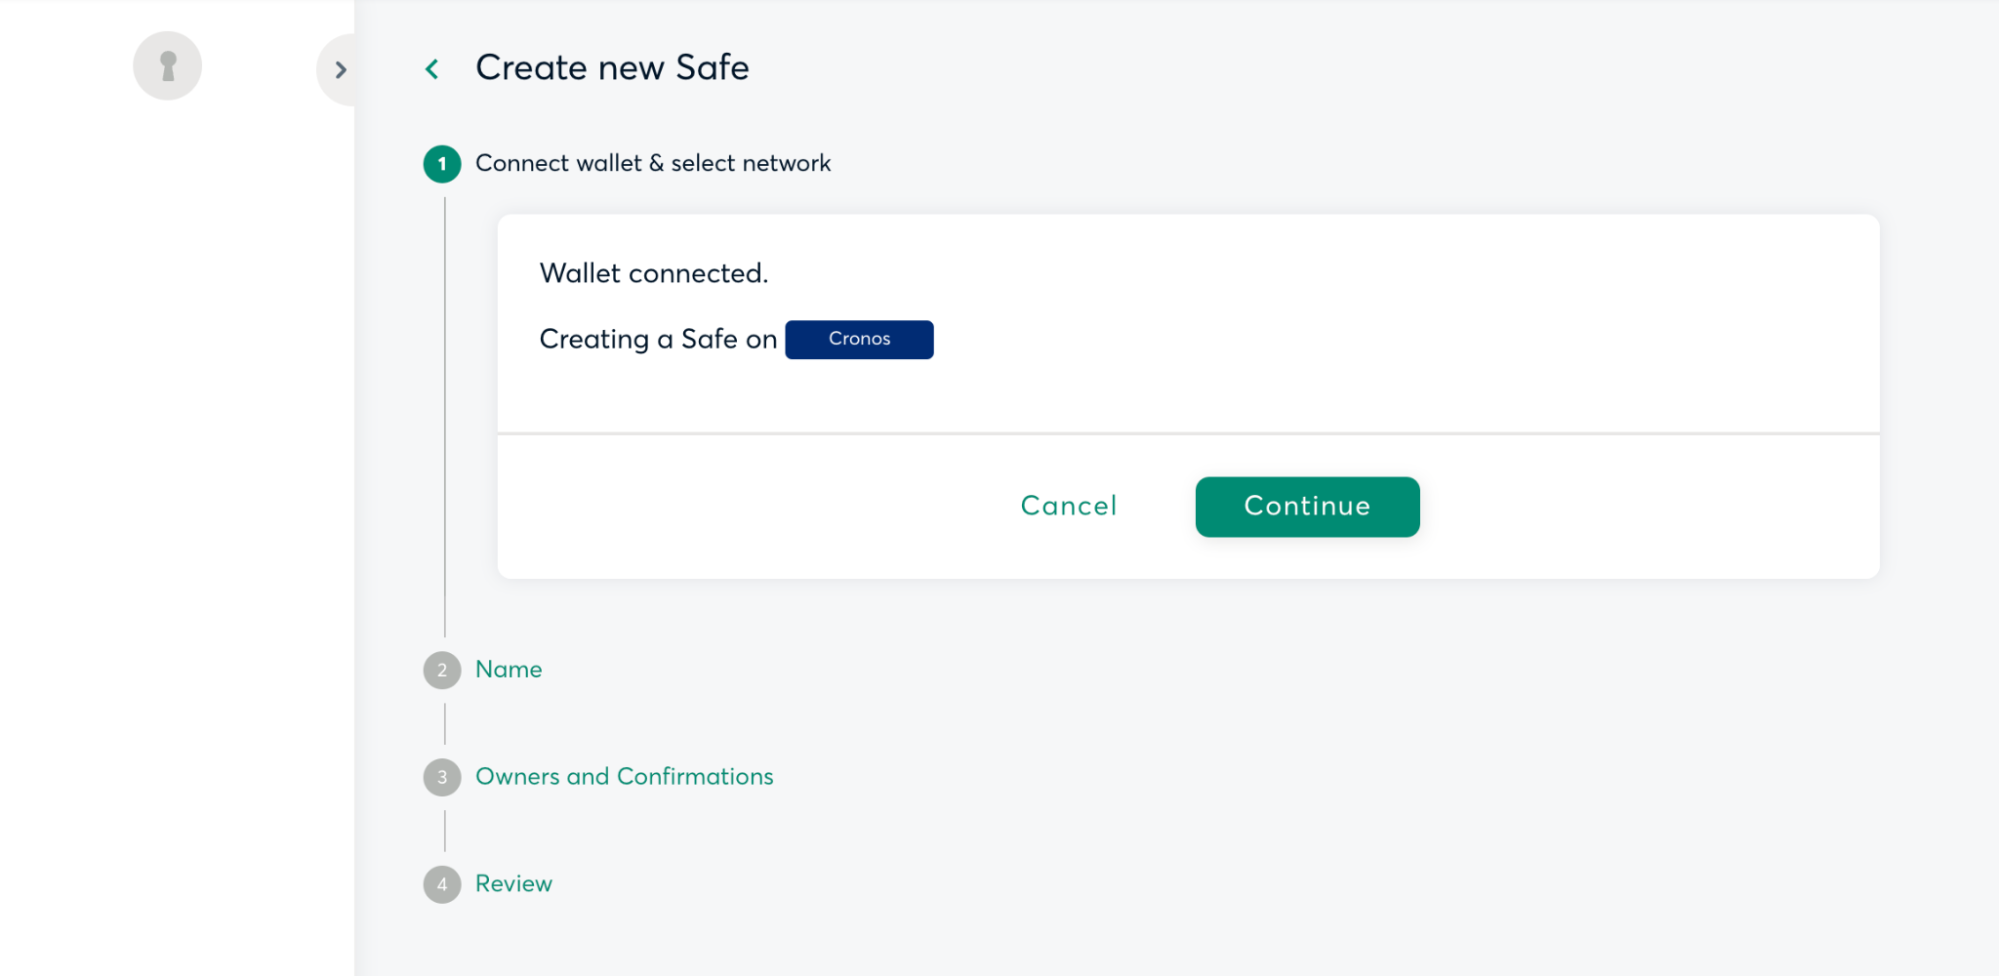 Create new Safe
1 Connect wallet & select network
Wallet connected.
Creating a Safe on Cronos
Cancel Continue
2 Name
3 Owners and Confirmations
4 Review